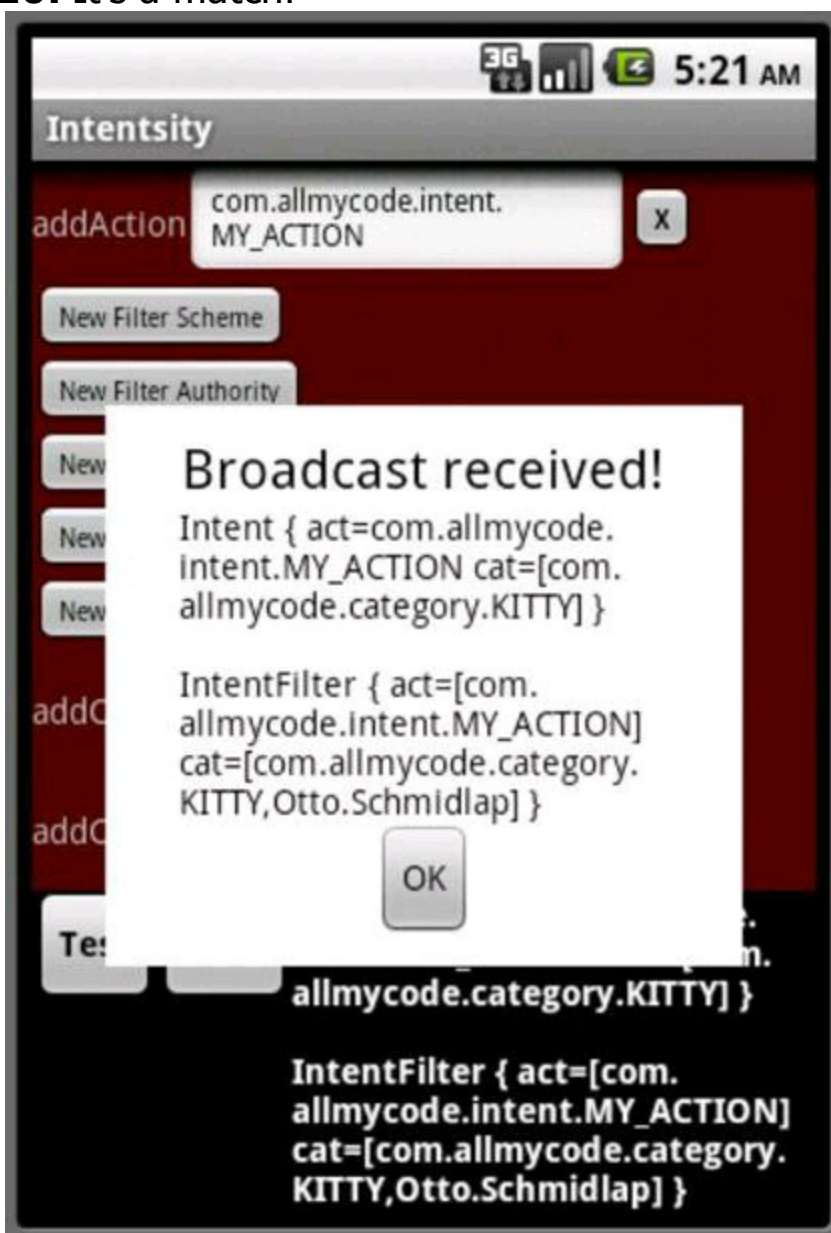 It's a match!
3G 5:21 AM
Intentsity
addAction
com.allmycode.intent.
MY_ACTION
X
New Filter Scheme
New Filter Authority
New
New
New
Broadcast received!
Intent { act=com.allmycode.
intent.MY_ACTION cat=[com.
allmycode.category.KITTY] }
IntentFilter { act=[com.
allmycode.intent.MY_ACTION]
cat=[com.allmycode.category.
KITTY,Otto.Schmidlap] }
OK
allmycode.category.KITTY] }
IntentFilter { act=[com.
allmycode.intent.MY_ACTION]
cat=[com.allmycode.category.
KITTY,Otto.Schmidlap] }